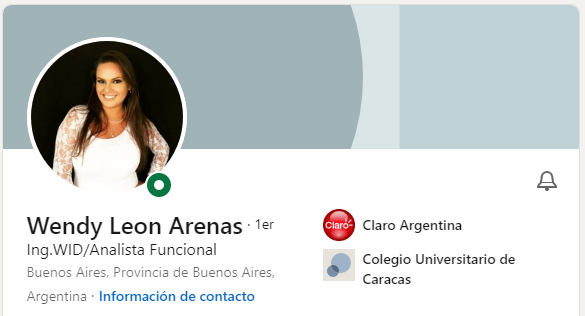 Wendy Leon Arenas · 1er
Ing.WID/Analista Funcional
Buenos Aires, Provincia de Buenos Aires,
Argentina · Información de contacto
Claro
Claro Argentina
Colegio Universitario de
Caracas